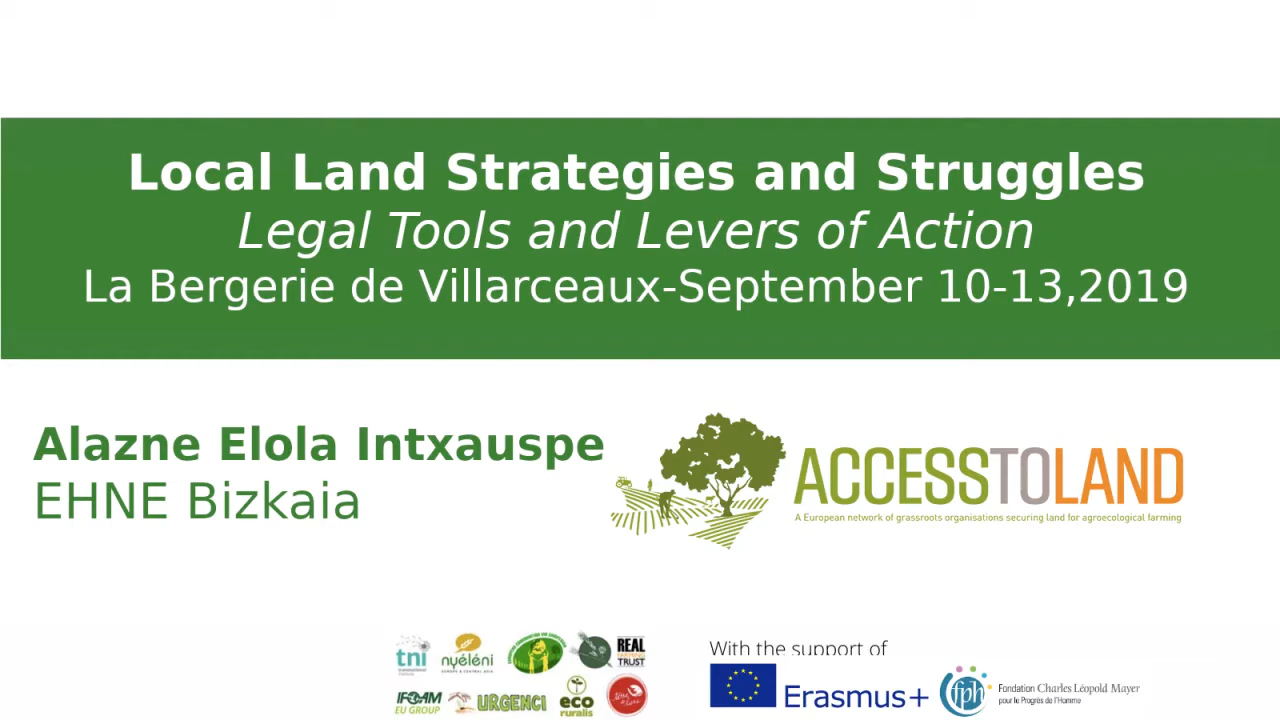 Local Land Strategies and Struggles
Legal Tools and Levers of Action
La Bergerie de Villarceaux-September 10-13,2019
Alazne Elola Intxauspe
EHNE Bizkaia
ACCESSTOLAND
A European network of grassroots organisations securing land for agroecological farming
With the support of
tni
nyéléni
EUROPE & CENTRAL ASIA
REAL
TRUST
IFOAM
EU GROUP
URGENCI
eco
ruralis
Erasmus+
fph
Fondation Charles Léopold Mayer
pour le Progrès de l'Homme